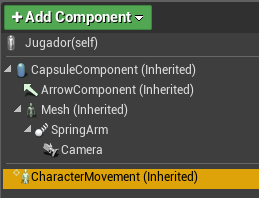 + Add Component
Jugador(self)
CapsuleComponent (Inherited)
ArrowComponent (Inherited)
Mesh (Inherited)
SpringArm
Camera
CharacterMovement (Inherited)